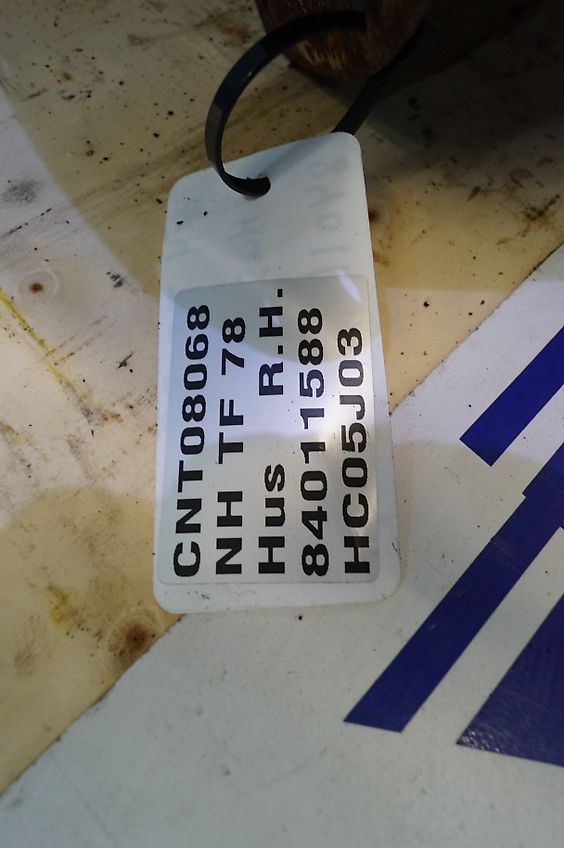 CNT08068
NH TF 78
Hus R.H.
84011588
HC05J03